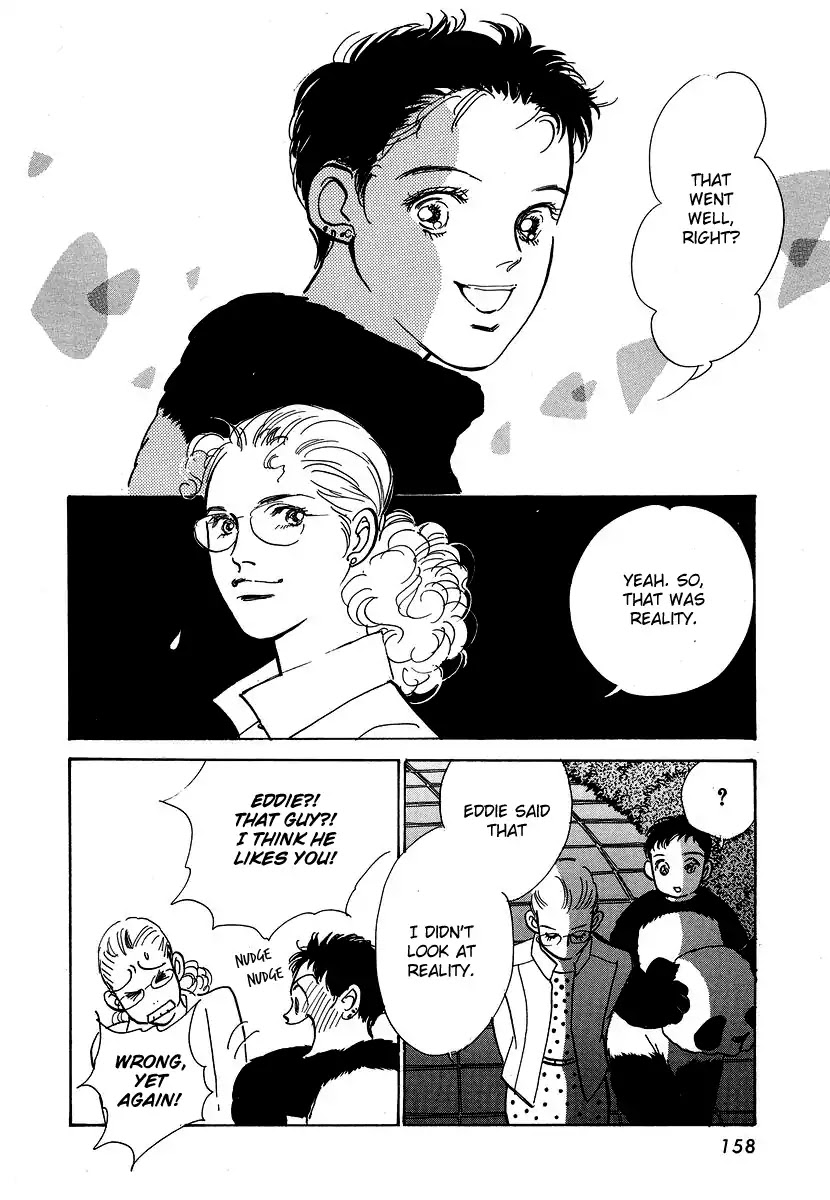 THAT
WENT
WELL,
RIGHT?
YEAH. SO,
THAT WAS
REALITY.
?
EDDIE SAID
THAT
I DIDN'T
LOOK AT
REALITY.
EDDIE?!
THAT GUY?!
I THINK HE
LIKES YOU!
NUDGE
NUDGE
WRONG,
YET
AGAIN!
158